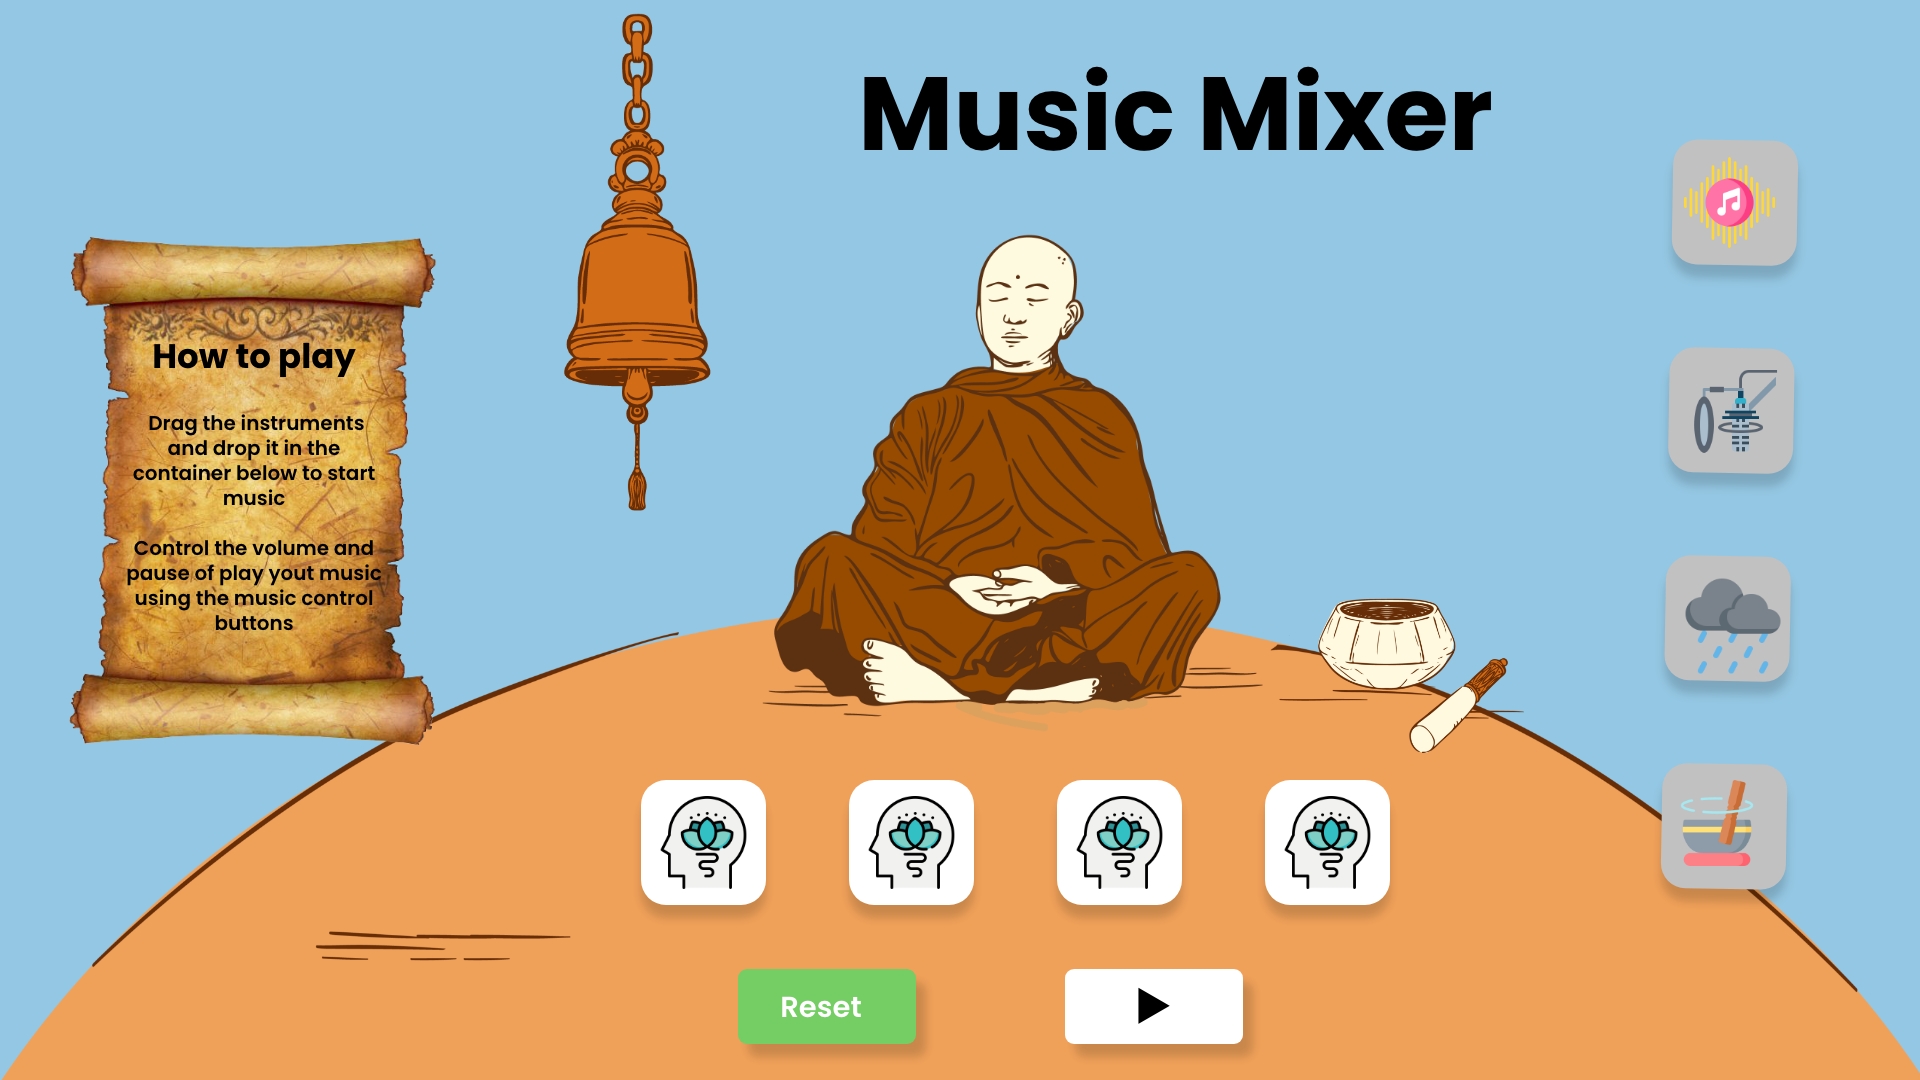 Music Mixer
How to play
Drag the instruments
and drop it in the
container below to start
music
Control the volume and
pause of play yout music
using the music control
buttons
Reset